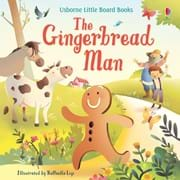 Usborne Little Board Books
The
Gingerbread
Man
Illustrated by Raffaella Ligi